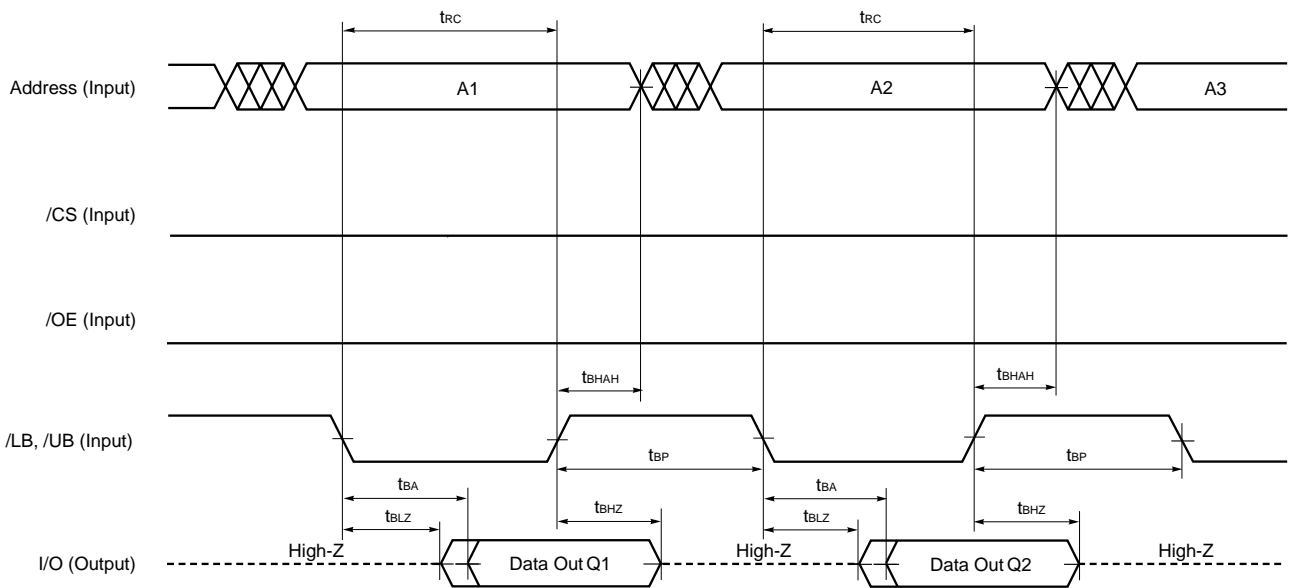 tRC tRC
Address (Input) A1 A2 A3
/CS (Input)
/OE (Input)
tBHAH tBHAH
/LB, /UB (Input)
tBP tBP
tBA tBA
tBLZ tBHZ tBLZ tBHZ
High-Z High-Z High-Z
I/O (Output) Data Out Q1 Data Out Q2